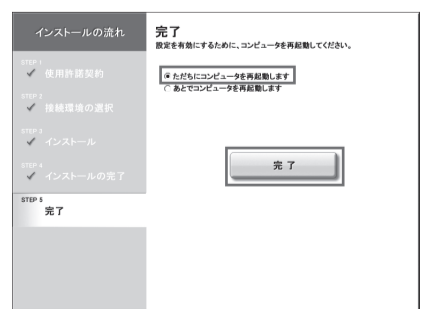 インストールの流れ
STEP 1
使用許諾契約
STEP 2
接続環境の選択
STEP 3
インストール
STEP 4
インストールの完了
STEP 5
完了
完了
設定を有効にするために、コンピュータを再起動してください。
ただちにコンピュータを再起動します
あとでコンピュータを再起動します
完了